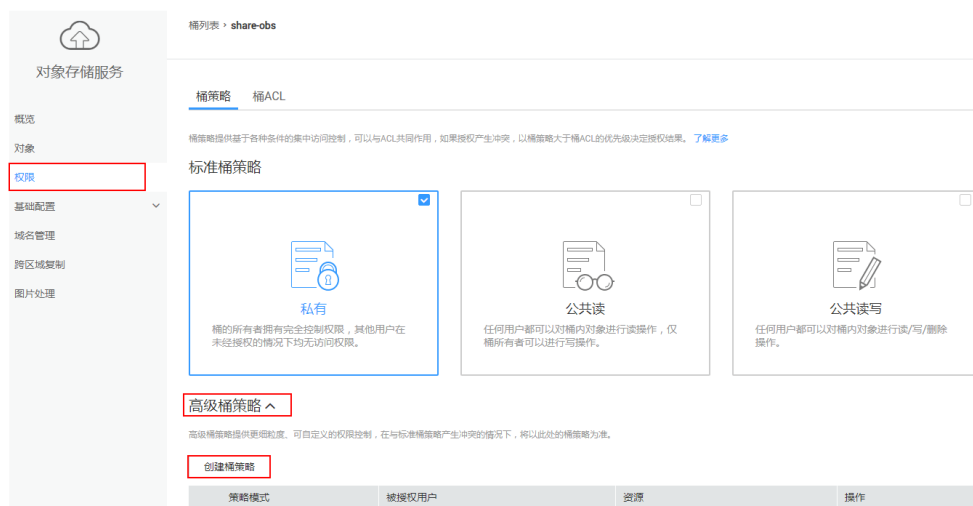 桶列表 › share-obs
对象存储服务
桶策略 桶ACL
概览
对象
权限
基础配置
域名管理
跨区域复制
图片处理
桶策略提供基于各种条件的集中访问控制，可以与ACL共同作用，如果授权产生冲突，以桶策略大于桶ACL的优先级决定授权结果。 了解更多
标准桶策略
私有
桶的所有者拥有完全控制权限，其他用户在
未经授权的情况下均无访问权限。
公共读
任何用户都可以对桶内对象进行读操作，仅
桶所有者可以进行写操作。
公共读写
任何用户都可以对桶内对象进行读/写/删除
操作。
高级桶策略
高级桶策略提供更细粒度、可自定义的权限控制，在与标准桶策略产生冲突的情况下，将以此处的桶策略为准。
创建桶策略
策略模式 被授权用户 资源 操作